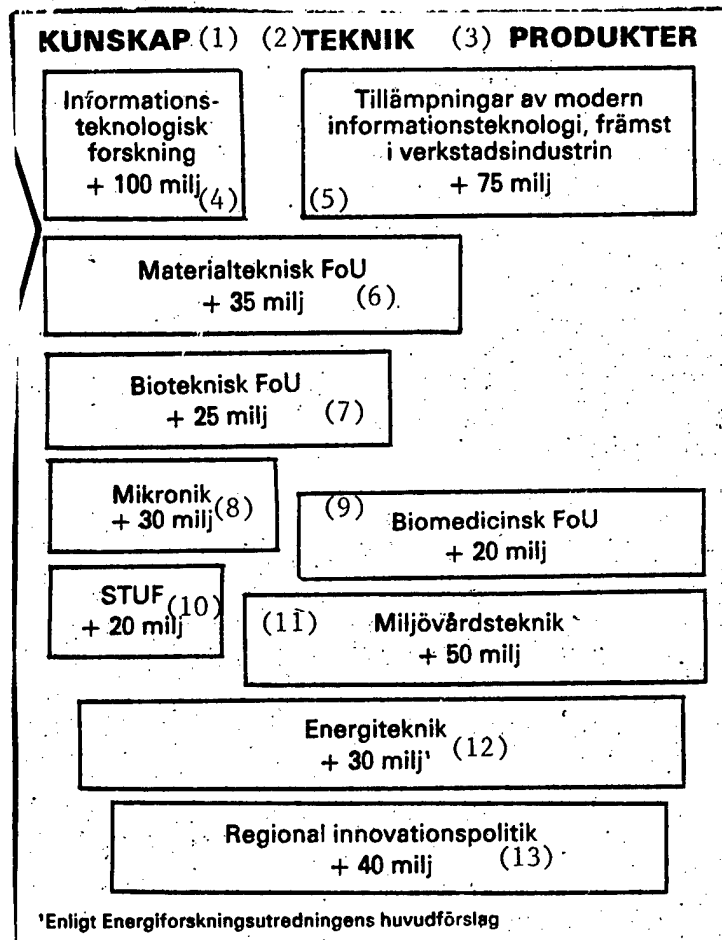 KUNSKAP (1) (2) TEKNIK (3) PRODUKTER
Informations-
teknologisk
forskning
+ 100 milj (4)
Tillämpningar av modern
informationsteknologi, främst
i verkstadsindustrin
(5) + 75 milj
Materialteknisk FoU
+ 35 milj (6)
Bioteknisk FoU
+ 25 milj (7)
Mikronik
+ 30 milj (8)
(9) Biomedicinsk FoU
+ 20 milj
STUF (10)
+ 20 milj
(11) Miljövårdsteknik
+ 50 milj
Energiteknik
+ 30 milj¹ (12)
Regional innovationspolitik
+ 40 milj (13)
¹Enligt Energiforskningsutredningens huvudförslag